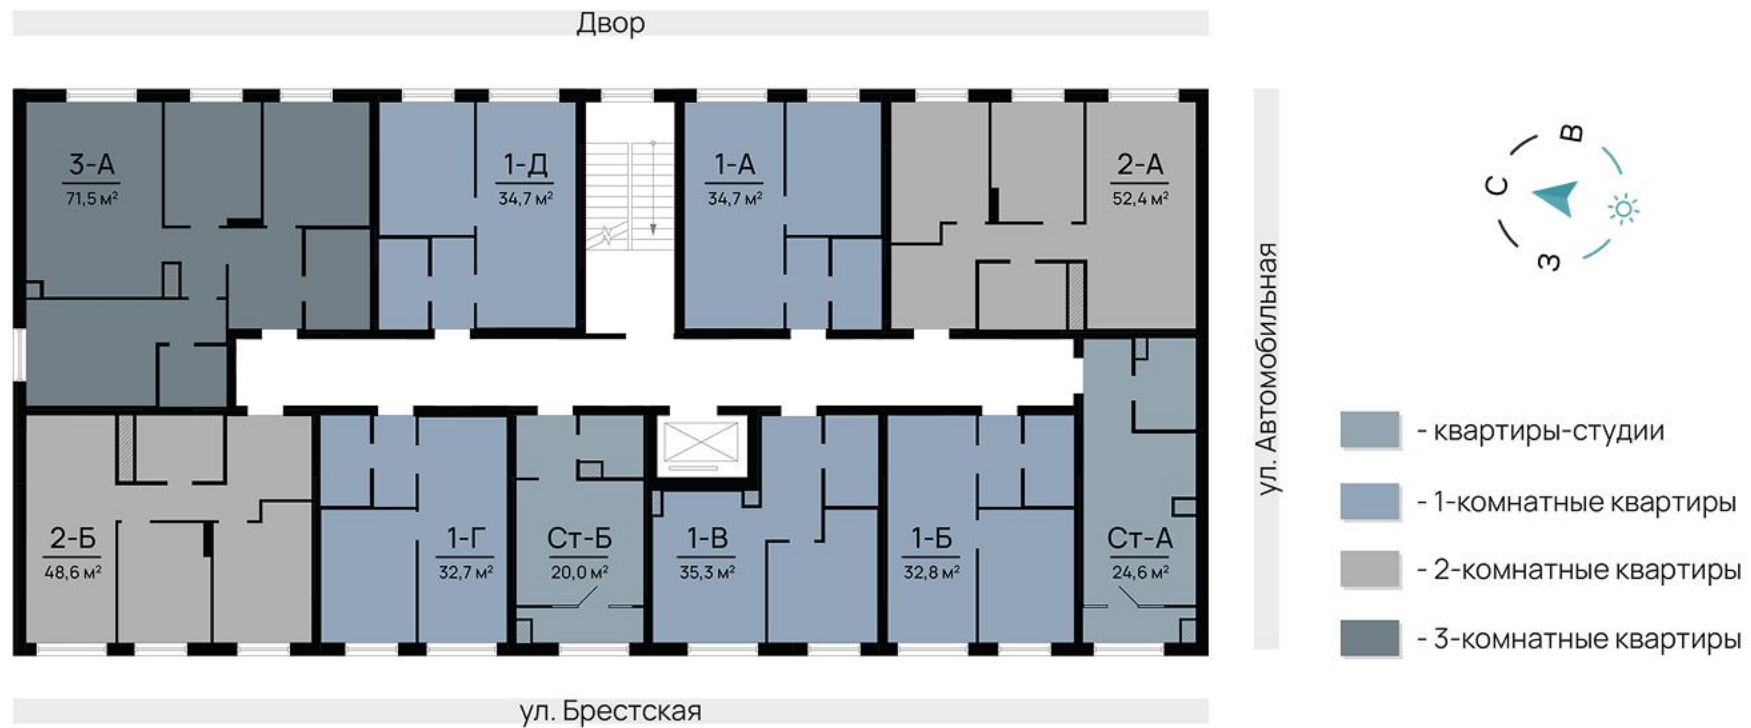 Двор
3-А
71,5 м²
1-Д
34,7 м²
1-А
34,7 м²
2-А
52,4 м²
2-Б
48,6 м²
1-Г
32,7 м²
Ст-Б
20,0 м²
1-В
35,3 м²
1-Б
32,8 м²
Ст-А
24,6 м²
ул. Брестская
ул. Автомобильная
В
С
З
- квартиры-студии
- 1-комнатные квартиры
- 2-комнатные квартиры
- 3-комнатные квартиры